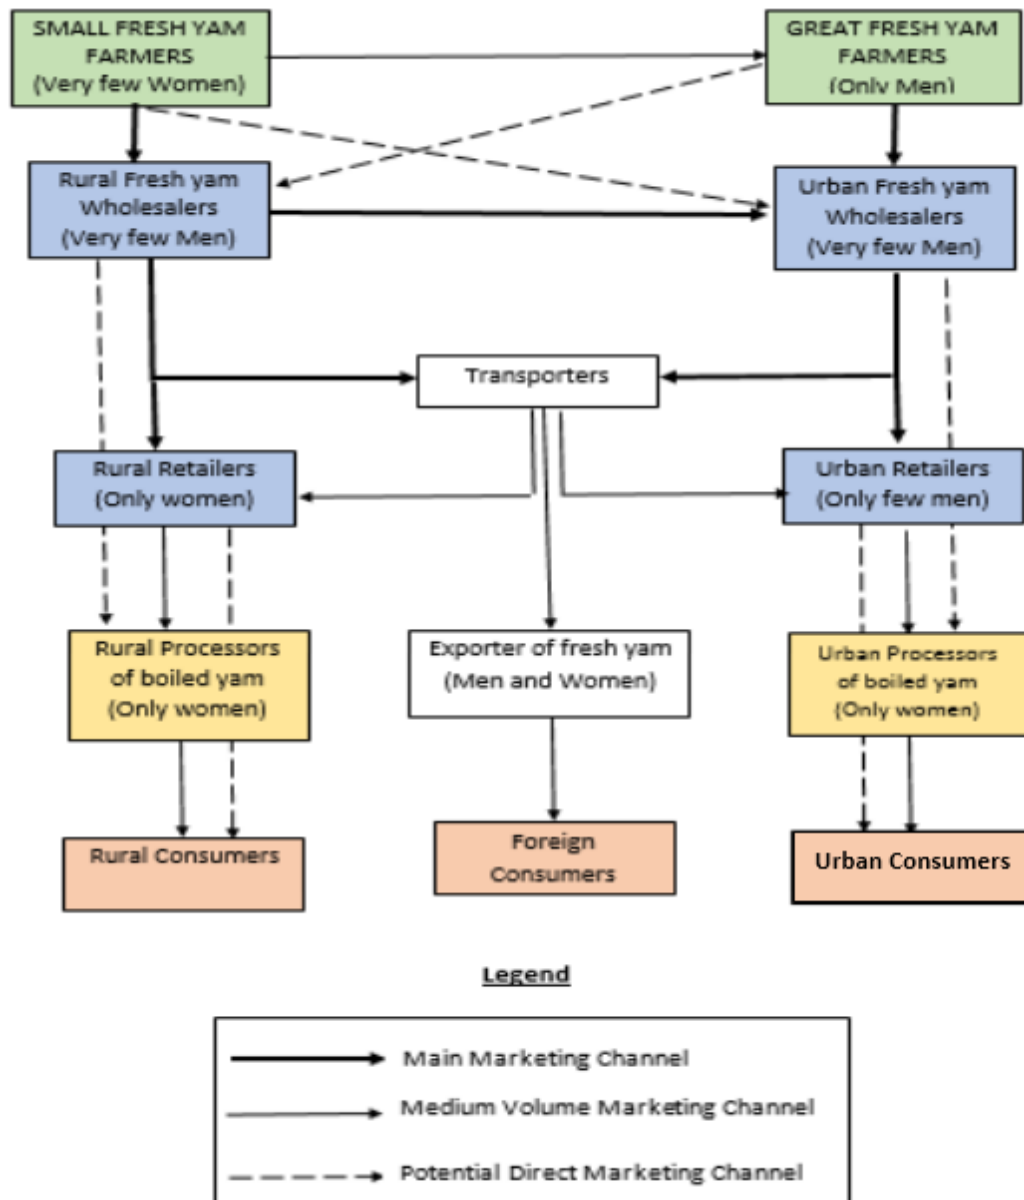 SMALL FRESH YAM
FARMERS
(Very few Women)
GREAT FRESH YAM
FARMERS
(Only Men)
Rural Fresh yam
Wholesalers
(Very few Men)
Urban Fresh yam
Wholesalers
(Very few Men)
Transporters
Rural Retailers
(Only women)
Urban Retailers
(Only few men)
Rural Processors
of boiled yam
(Only women)
Exporter of fresh yam
(Men and Women)
Urban Processors
of boiled yam
(Only women)
Rural Consumers
Foreign
Consumers
Urban Consumers
Legend
Main Marketing Channel
Medium Volume Marketing Channel
Potential Direct Marketing Channel